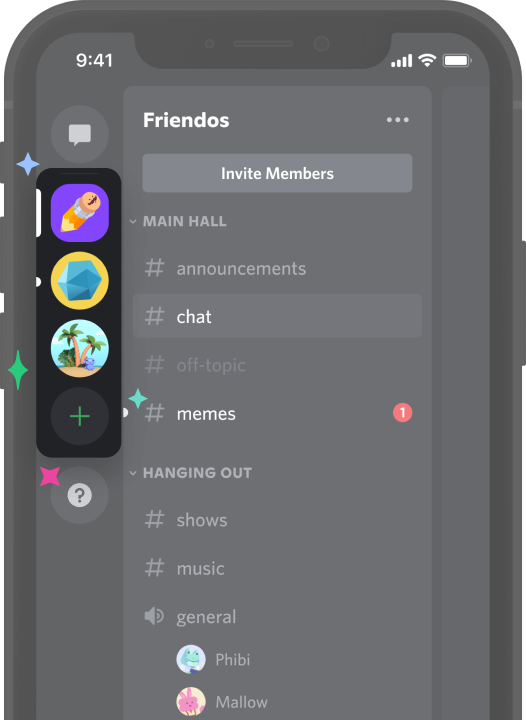 9:41
Friendos
Invite Members
MAIN HALL
# announcements
# chat
# off-topic
# memes
1
HANGING OUT
# shows
# music
general
Phibi
Mallow
?